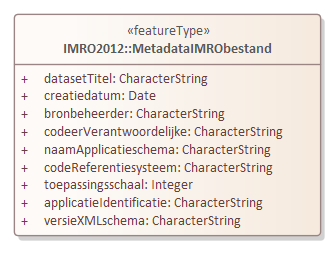 «featureType»
IMRO2012::MetadataIMRObestand
+ datasetTitel: CharacterString
+ creatiedatum: Date
+ bronbeheerder: CharacterString
+ codeerVerantwoordelijke: CharacterString
+ naamApplicatieschema: CharacterString
+ codeReferentiesysteem: CharacterString
+ toepassingsschaal: Integer
+ applicatieIdentificatie: CharacterString
+ versieXMLschema: CharacterString